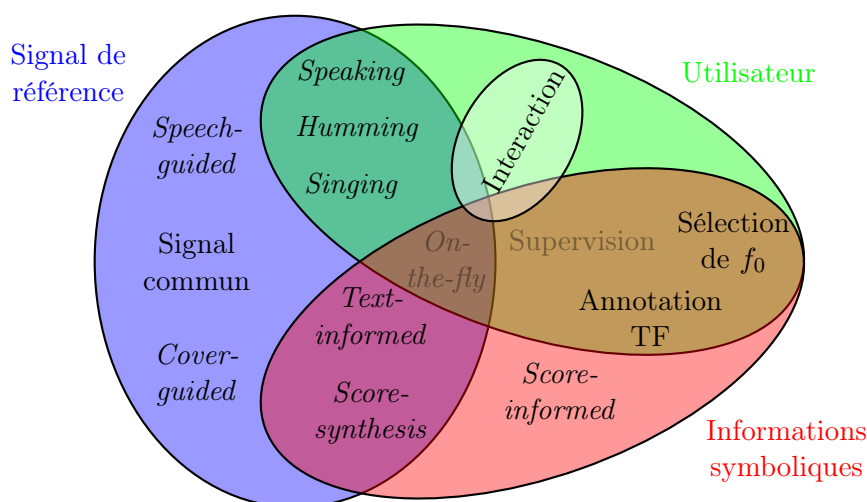 Signal de
référence
Utilisateur
Speaking
Humming
Singing
Interaction
Speech-
guided
Signal
commun
Cover-
guided
On-
the-fly
Supervision
Sélection
de f₀
Annotation
TF
Text-
informed
Score-
synthesis
Score-
informed
Informations
symboliques